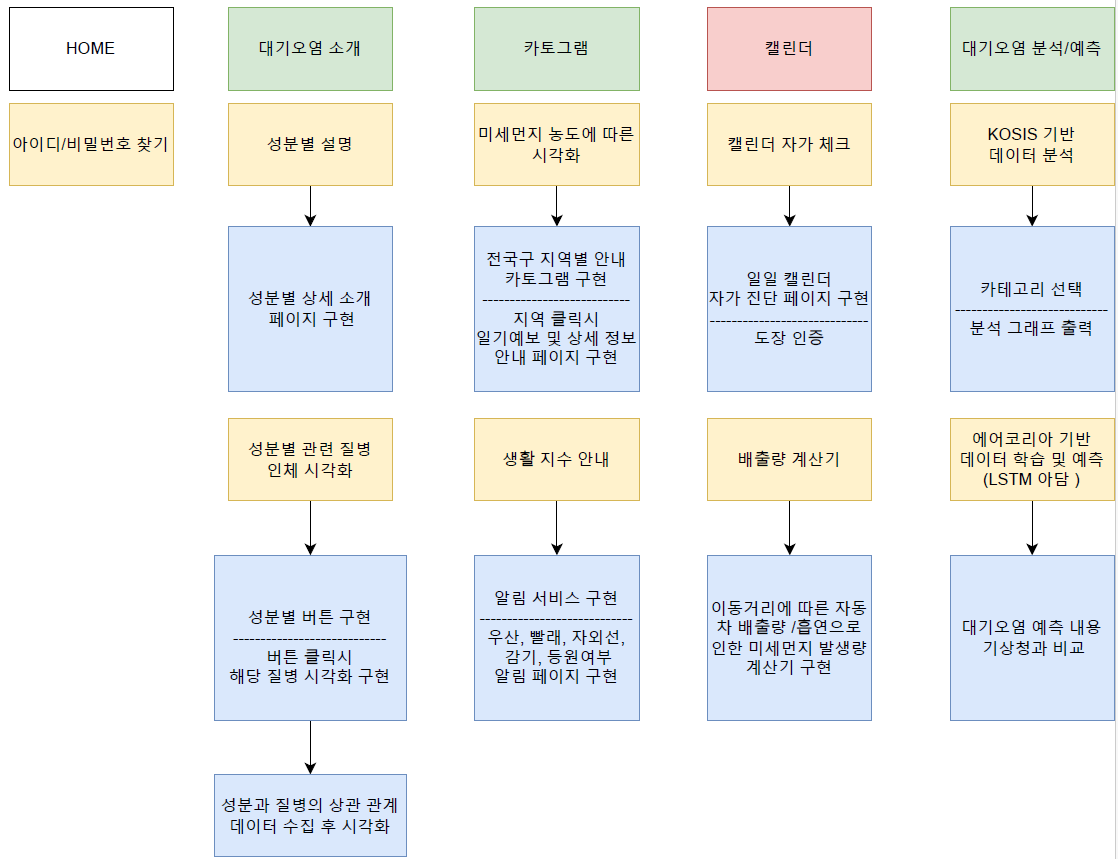 HOME
대기오염 소개
카토그램
캘린더
대기오염 분석/예측
아이디/비밀번호 찾기
성분별 설명
미세먼지 농도에 따른
시각화
캘린더 자가 체크
KOSIS 기반
데이터 분석
성분별 상세 소개
페이지 구현
전국구 지역별 안내
카토그램 구현
---------------------------
지역 클릭시
일기예보 및 상세 정보
안내 페이지 구현
일일 캘린더
자가 진단 페이지 구현
-----------------------------
도장 인증
카테고리 선택
----------------------------
분석 그래프 출력
성분별 관련 질병
인체 시각화
생활 지수 안내
배출량 계산기
에어코리아 기반
데이터 학습 및 예측
(LSTM 아담 )
성분별 버튼 구현
----------------------------
버튼 클릭시
해당 질병 시각화 구현
알림 서비스 구현
----------------------------
우산, 빨래, 자외선,
감기, 등원여부
알림 페이지 구현
이동거리에 따른 자동
차 배출량 /흡연으로
인한 미세먼지 발생량
계산기 구현
대기오염 예측 내용
기상청과 비교
성분과 질병의 상관 관계
데이터 수집 후 시각화